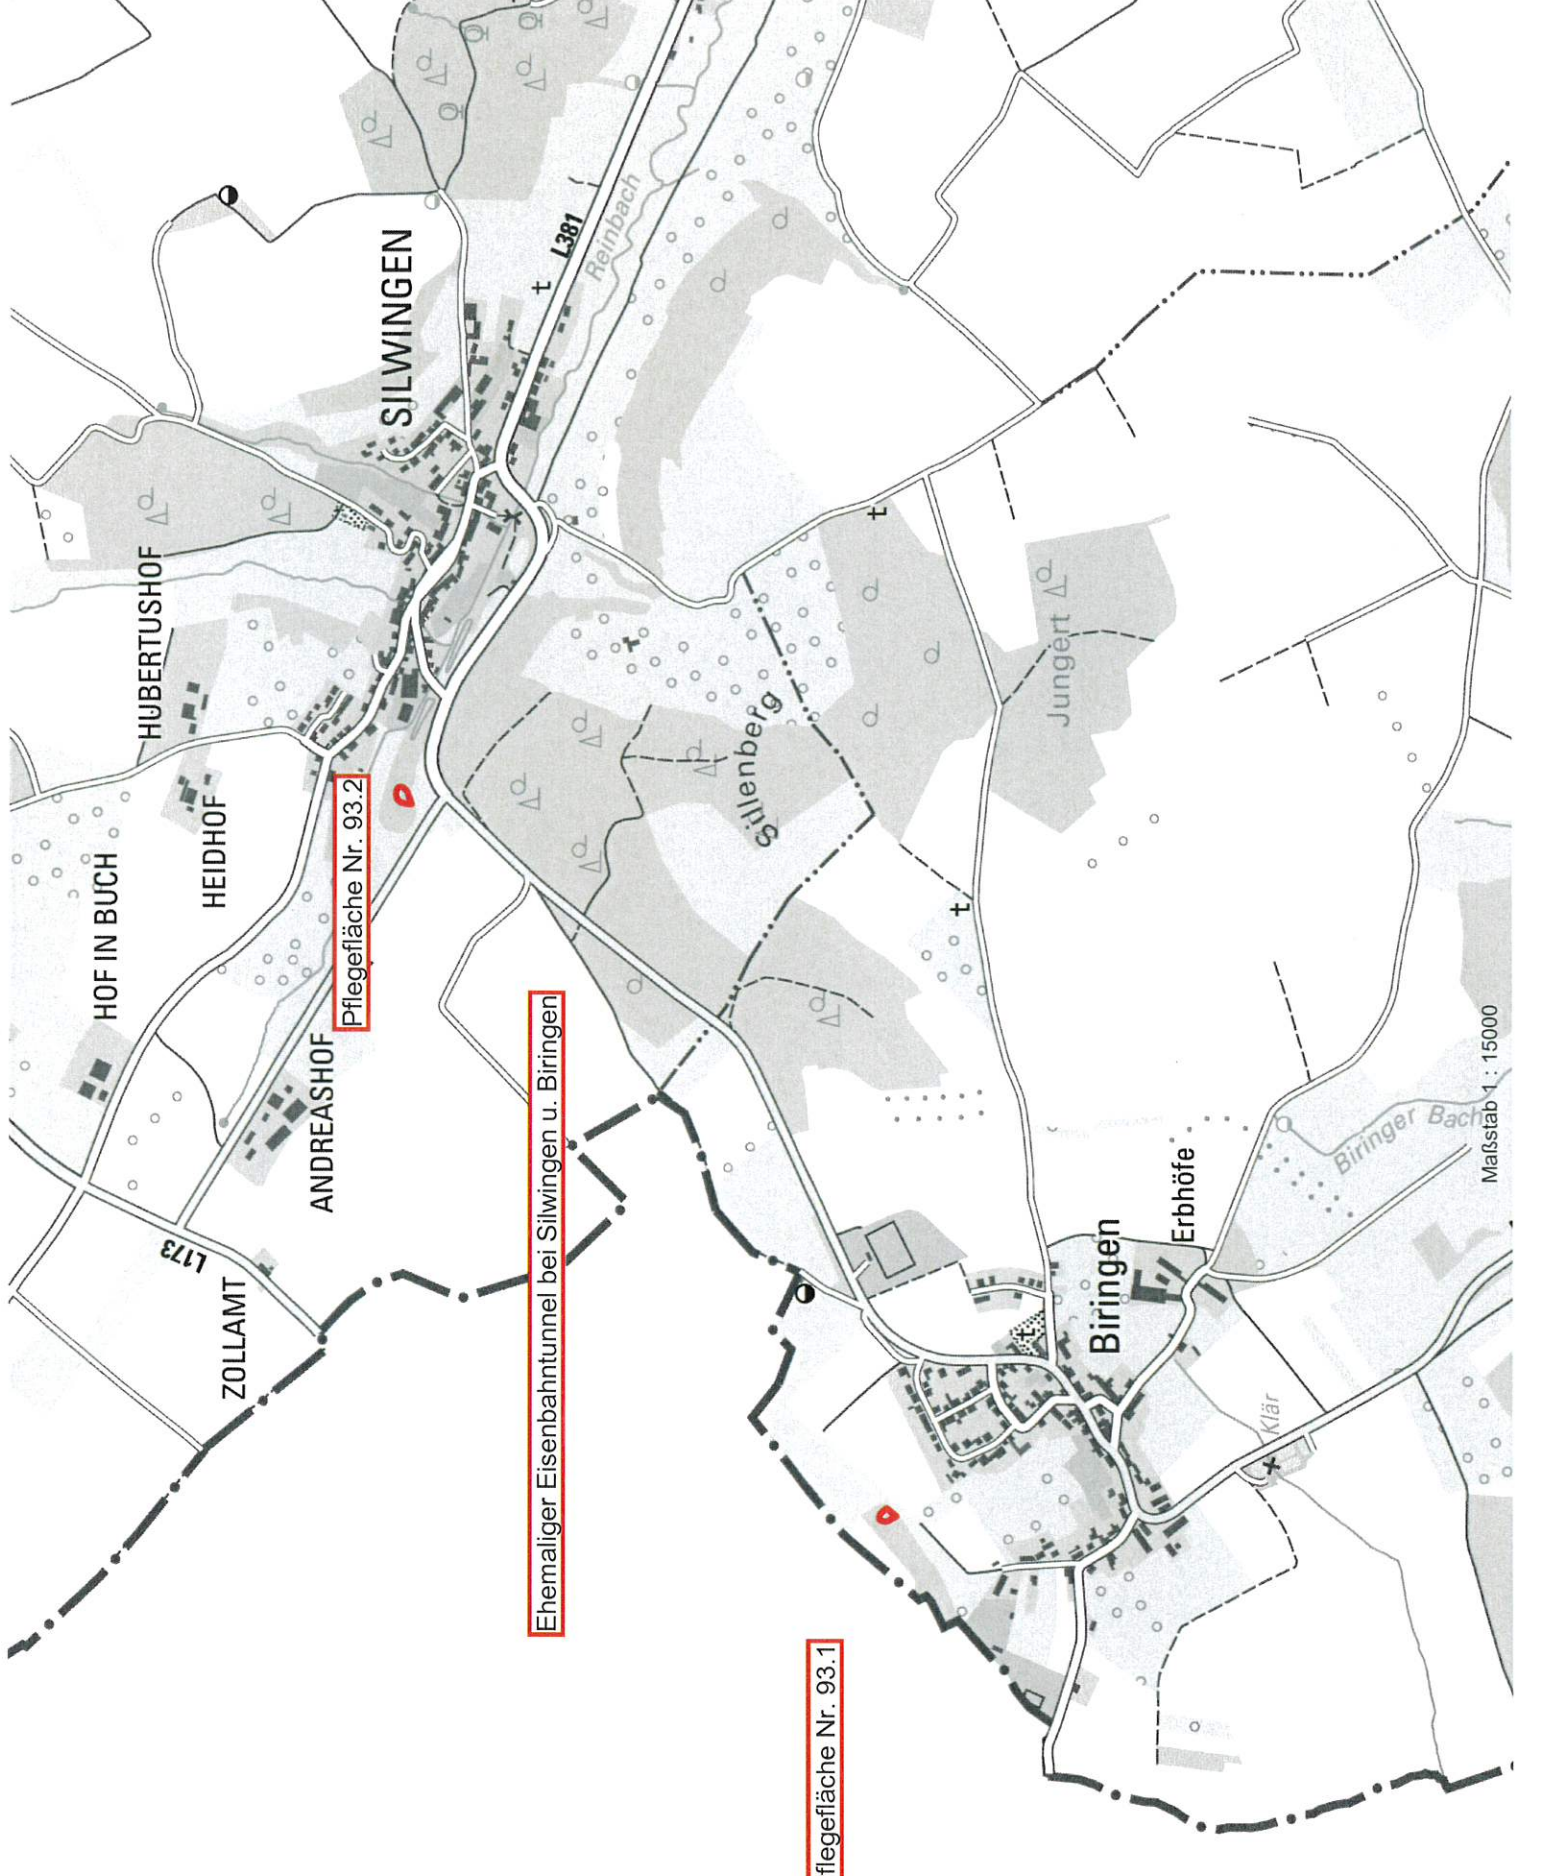 SILWINGEN
L381
Reinbach
HUBERTUSHOF
HEIDHOF
HOF IN BUCH
Pflegefläche Nr. 93.2
ANDREASHOF
Ehemaliger Eisenbahntunnel bei Silwingen u. Biringen
L173
ZOLLAMT
Süllenberg
Jungert
t
t
t
t
Biringen
Erbhöfe
Biringer Bach
Klär
flegefläche Nr. 93.1
Maßstab 1 : 15000